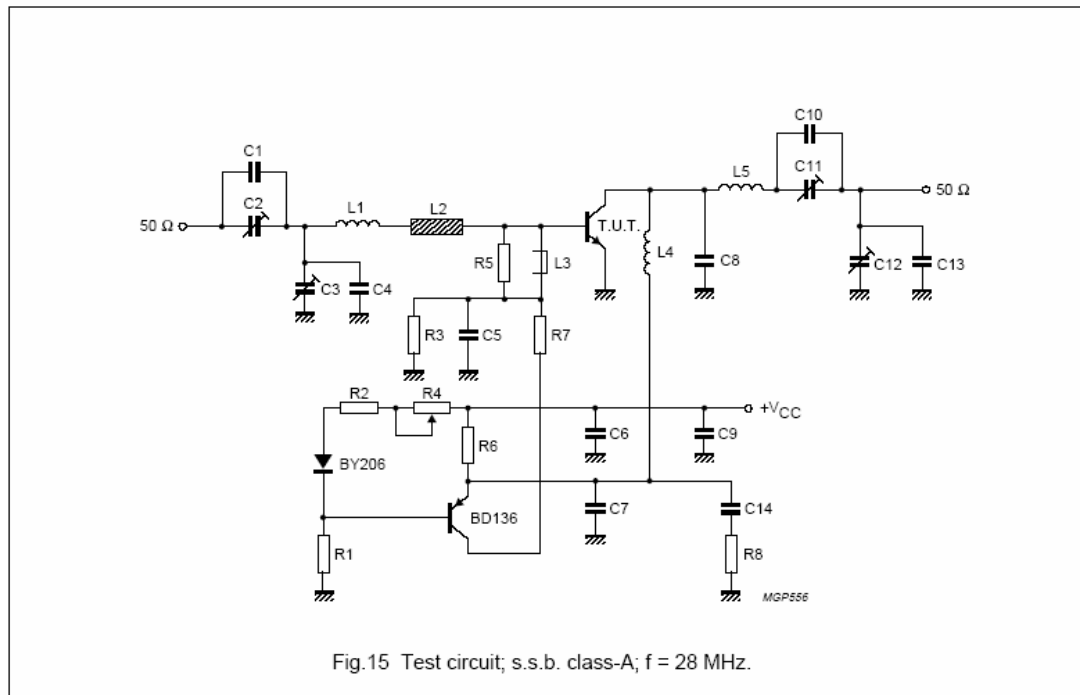 C10
C1
C11
L5
50 Ω
C2
L1
L2
50 Ω
T.U.T.
L4
R5
L3
C8
C12
C13
C3
C4
R3
C5
R7
R2
R4
+VCC
R6
C6
C9
BY206
C7
C14
BD136
R1
R8
MGP556
Fig.15 Test circuit; s.s.b. class-A; f = 28 MHz.